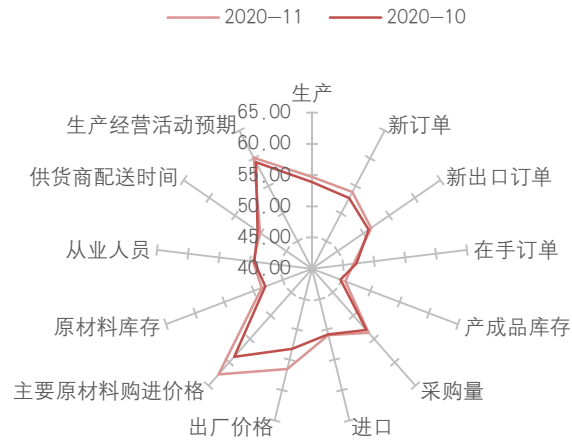 2020-11 2020-10
生产
65.00
生产经营活动预期
新订单
60.00
供货商配送时间
55.00
新出口订单
50.00
从业人员
45.00
在手订单
40.00
原材料库存
产成品库存
主要原材料购进价格
采购量
出厂价格
进口